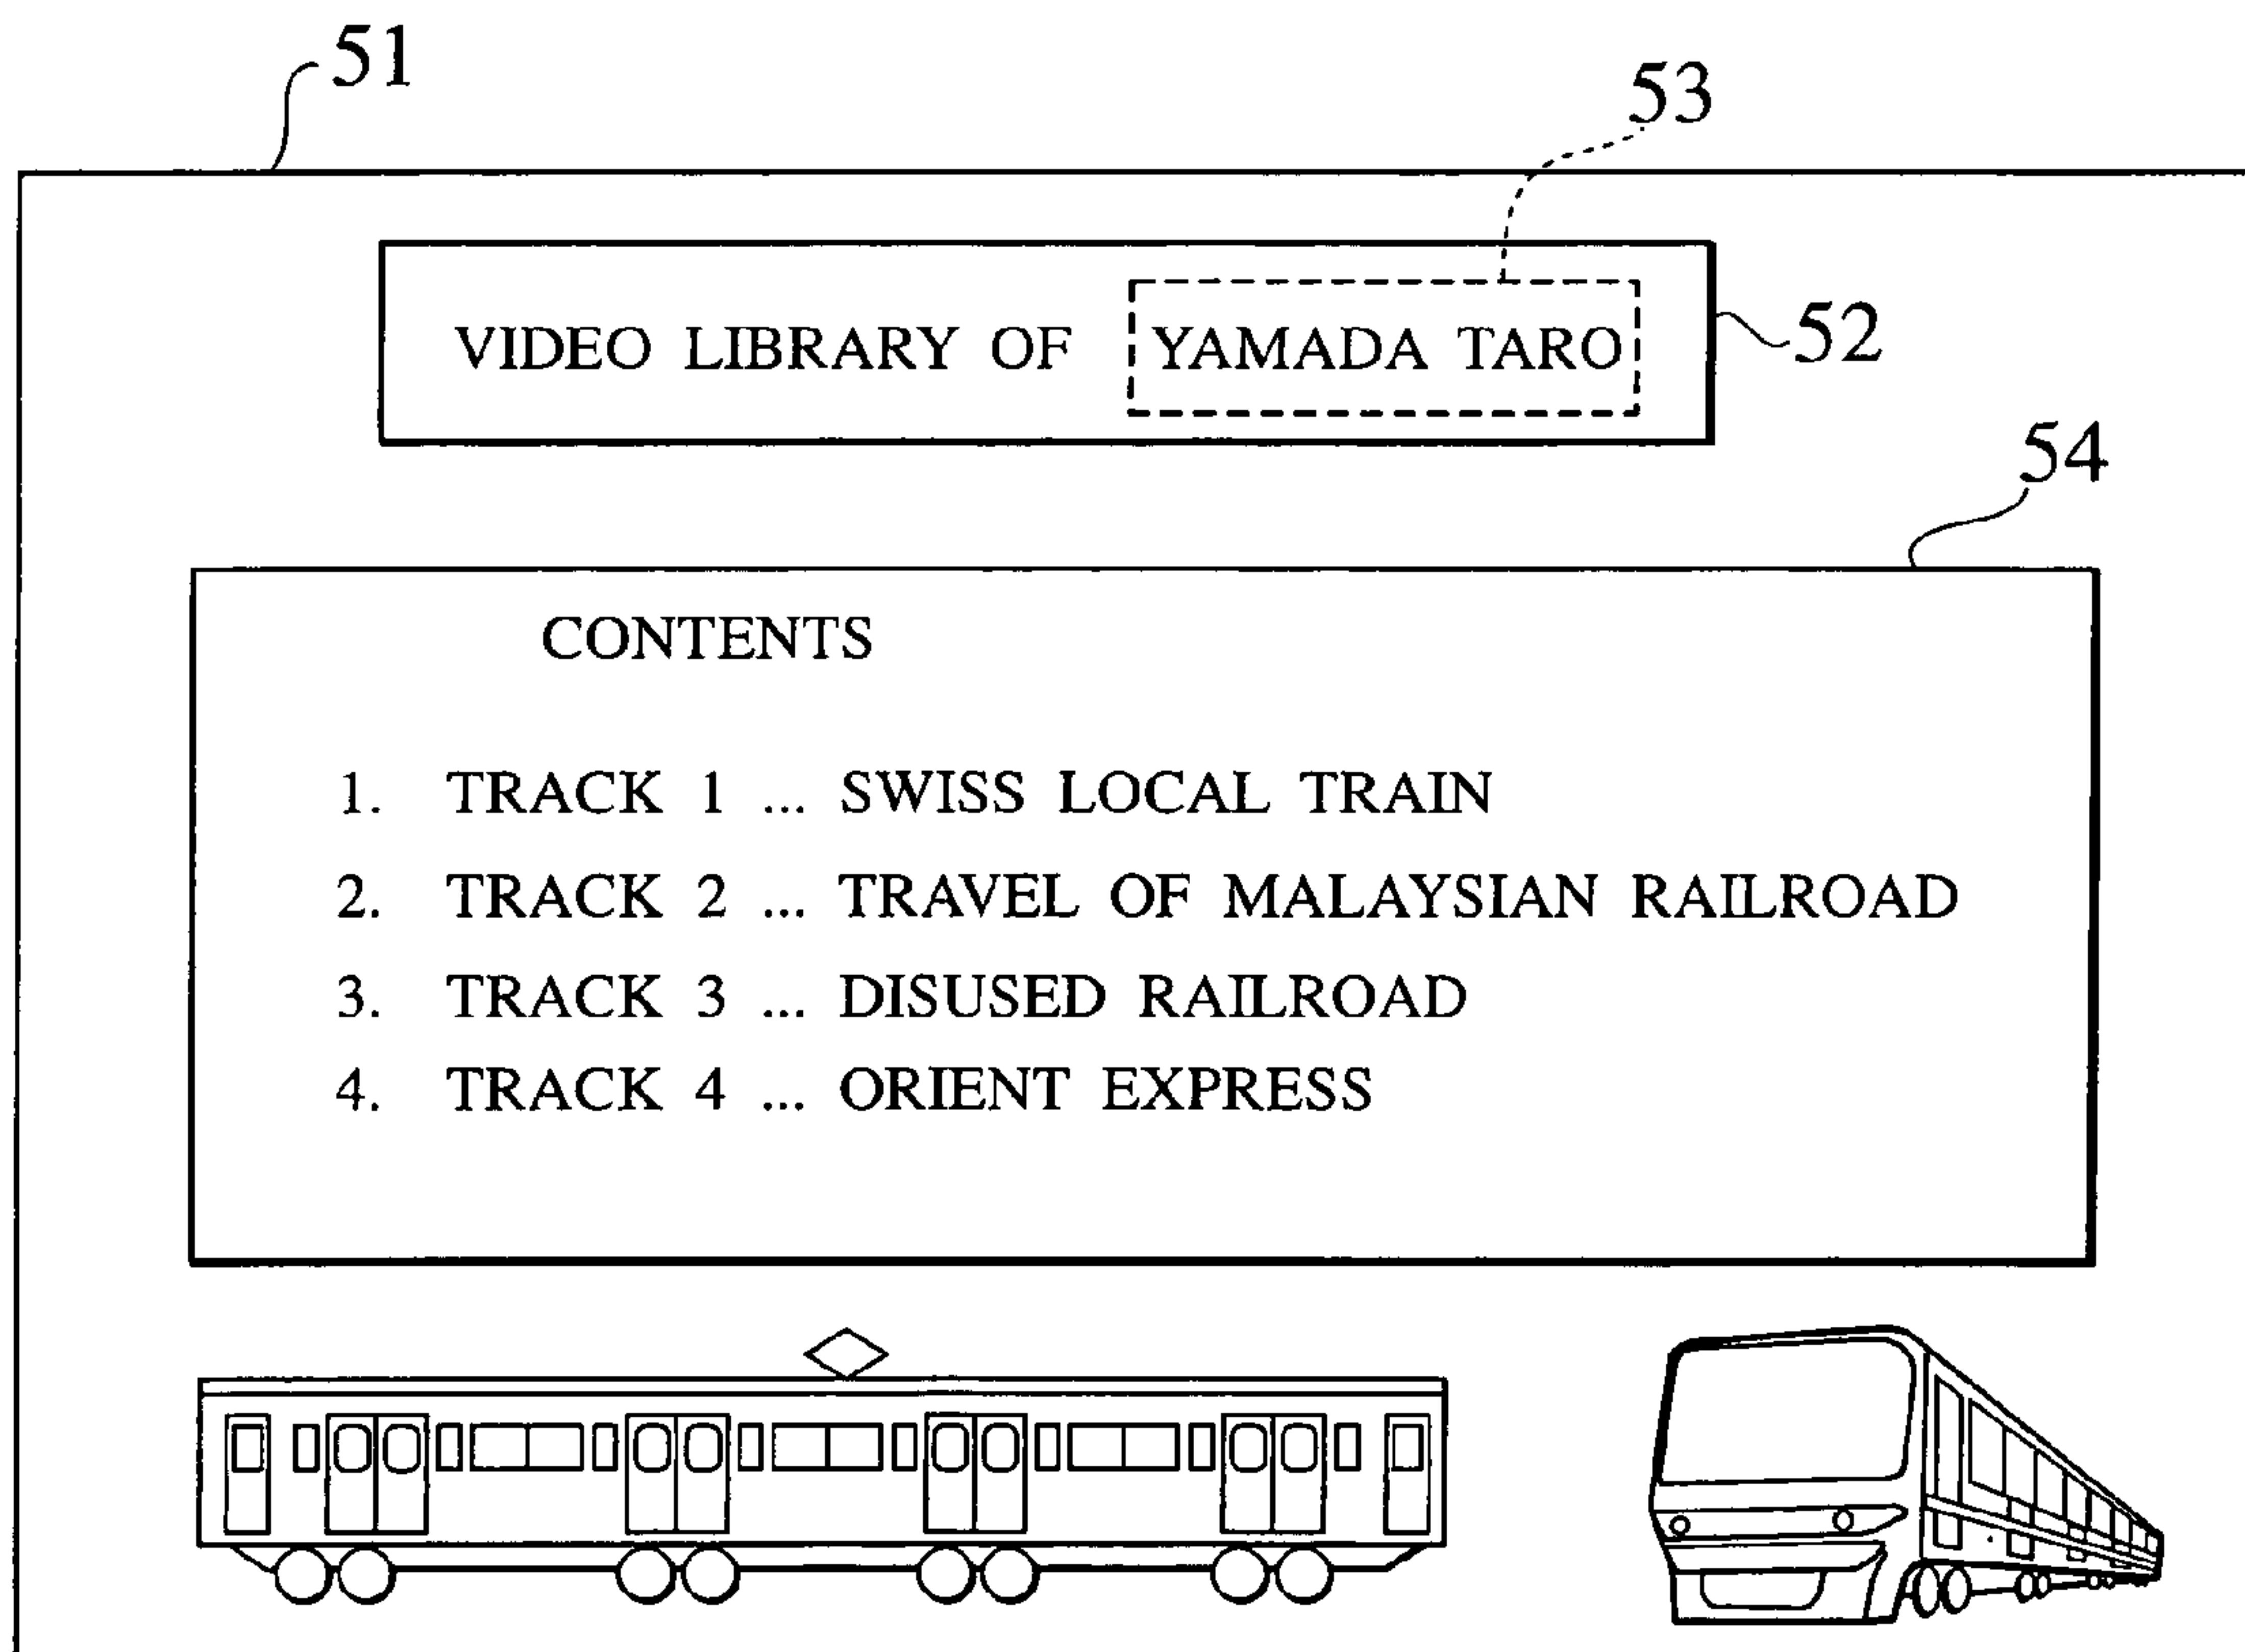 51
53
VIDEO LIBRARY OF YAMADA TARO
52
54
CONTENTS
1. TRACK 1 ... SWISS LOCAL TRAIN
2. TRACK 2 ... TRAVEL OF MALAYSIAN RAILROAD
3. TRACK 3 ... DISUSED RAILROAD
4. TRACK 4 ... ORIENT EXPRESS